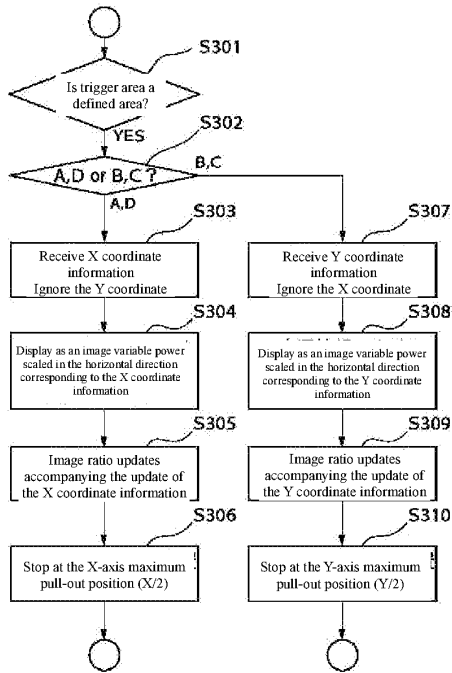 S301
Is trigger area a
defined area?
YES
S302
A,D or B,C ?
B,C
A,D
S303
Receive X coordinate
information
Ignore the Y coordinate
S304
Display as an image variable power
scaled in the horizontal direction
corresponding to the X coordinate
information
S305
Image ratio updates
accompanying the update of
the X coordinate information
S306
Stop at the X-axis maximum
pull-out position (X/2)
S307
Receive Y coordinate
information
Ignore the X coordinate
S308
Display as an image variable power
scaled in the horizontal direction
corresponding to the Y coordinate
information
S309
Image ratio updates
accompanying the update of
the Y coordinate information
S310
Stop at the Y-axis maximum
pull-out position (Y/2)